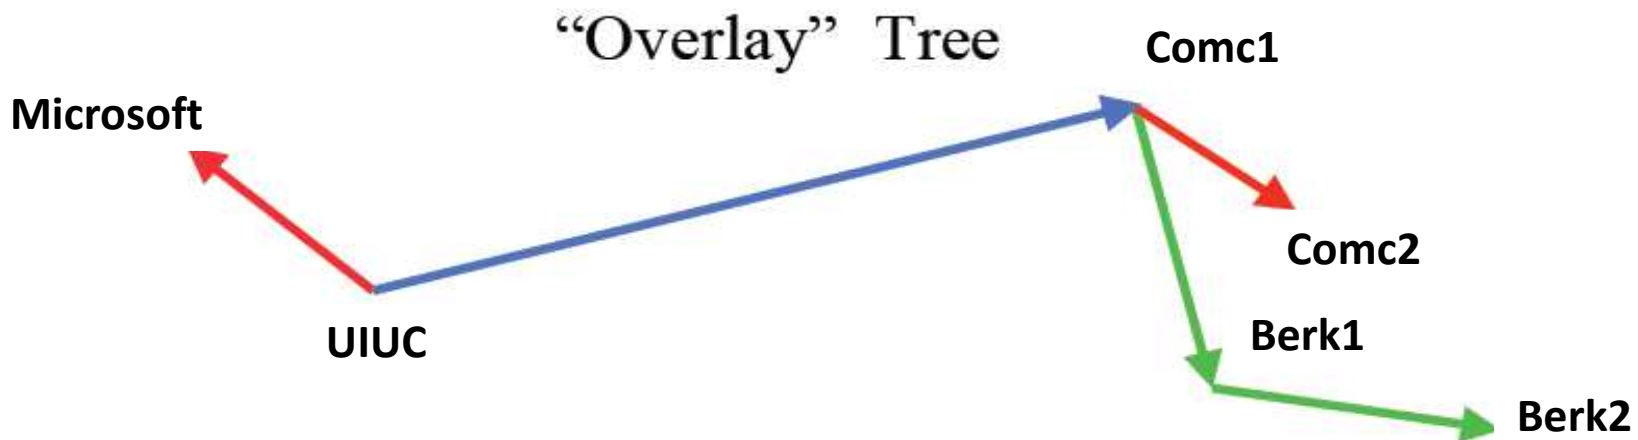 “Overlay” Tree
Comc1
Microsoft
Comc2
UIUC
Berk1
Berk2